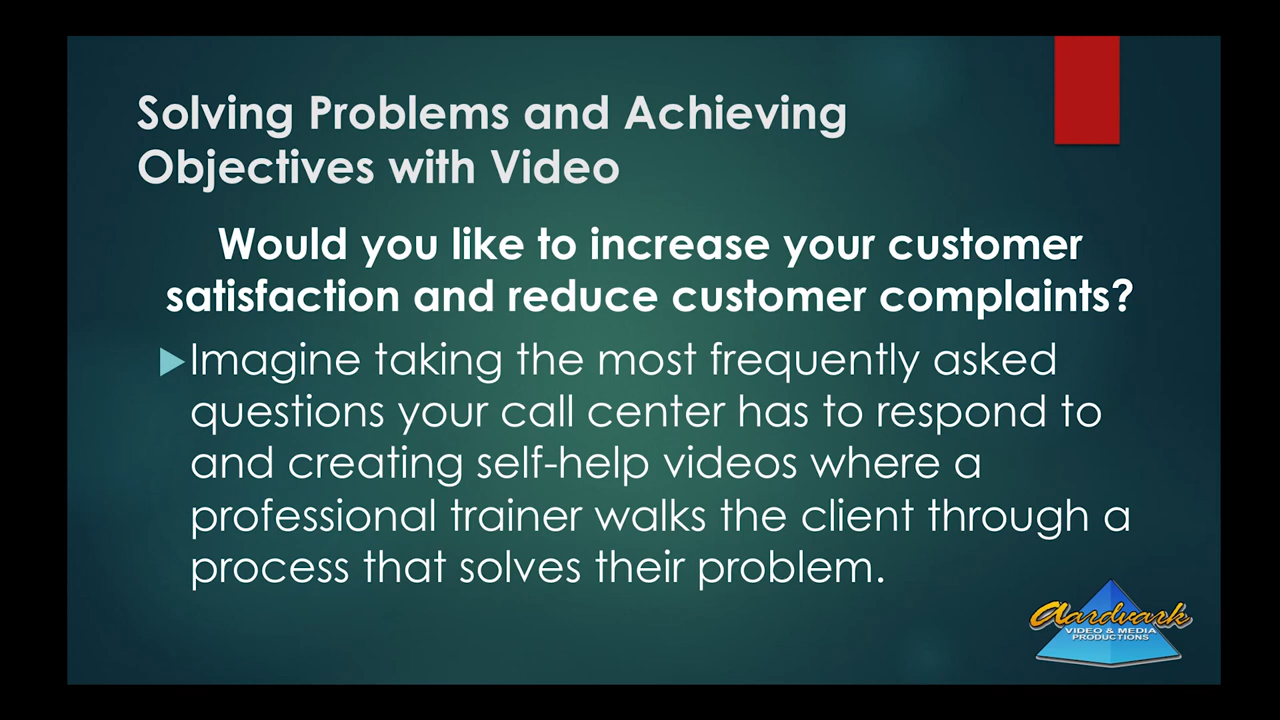 Solving Problems and Achieving
Objectives with Video
Would you like to increase your customer
satisfaction and reduce customer complaints?
Imagine taking the most frequently asked
questions your call center has to respond to
and creating self-help videos where a
professional trainer walks the client through a
process that solves their problem.
Aardvark
VIDEO & MEDIA
PRODUCTIONS